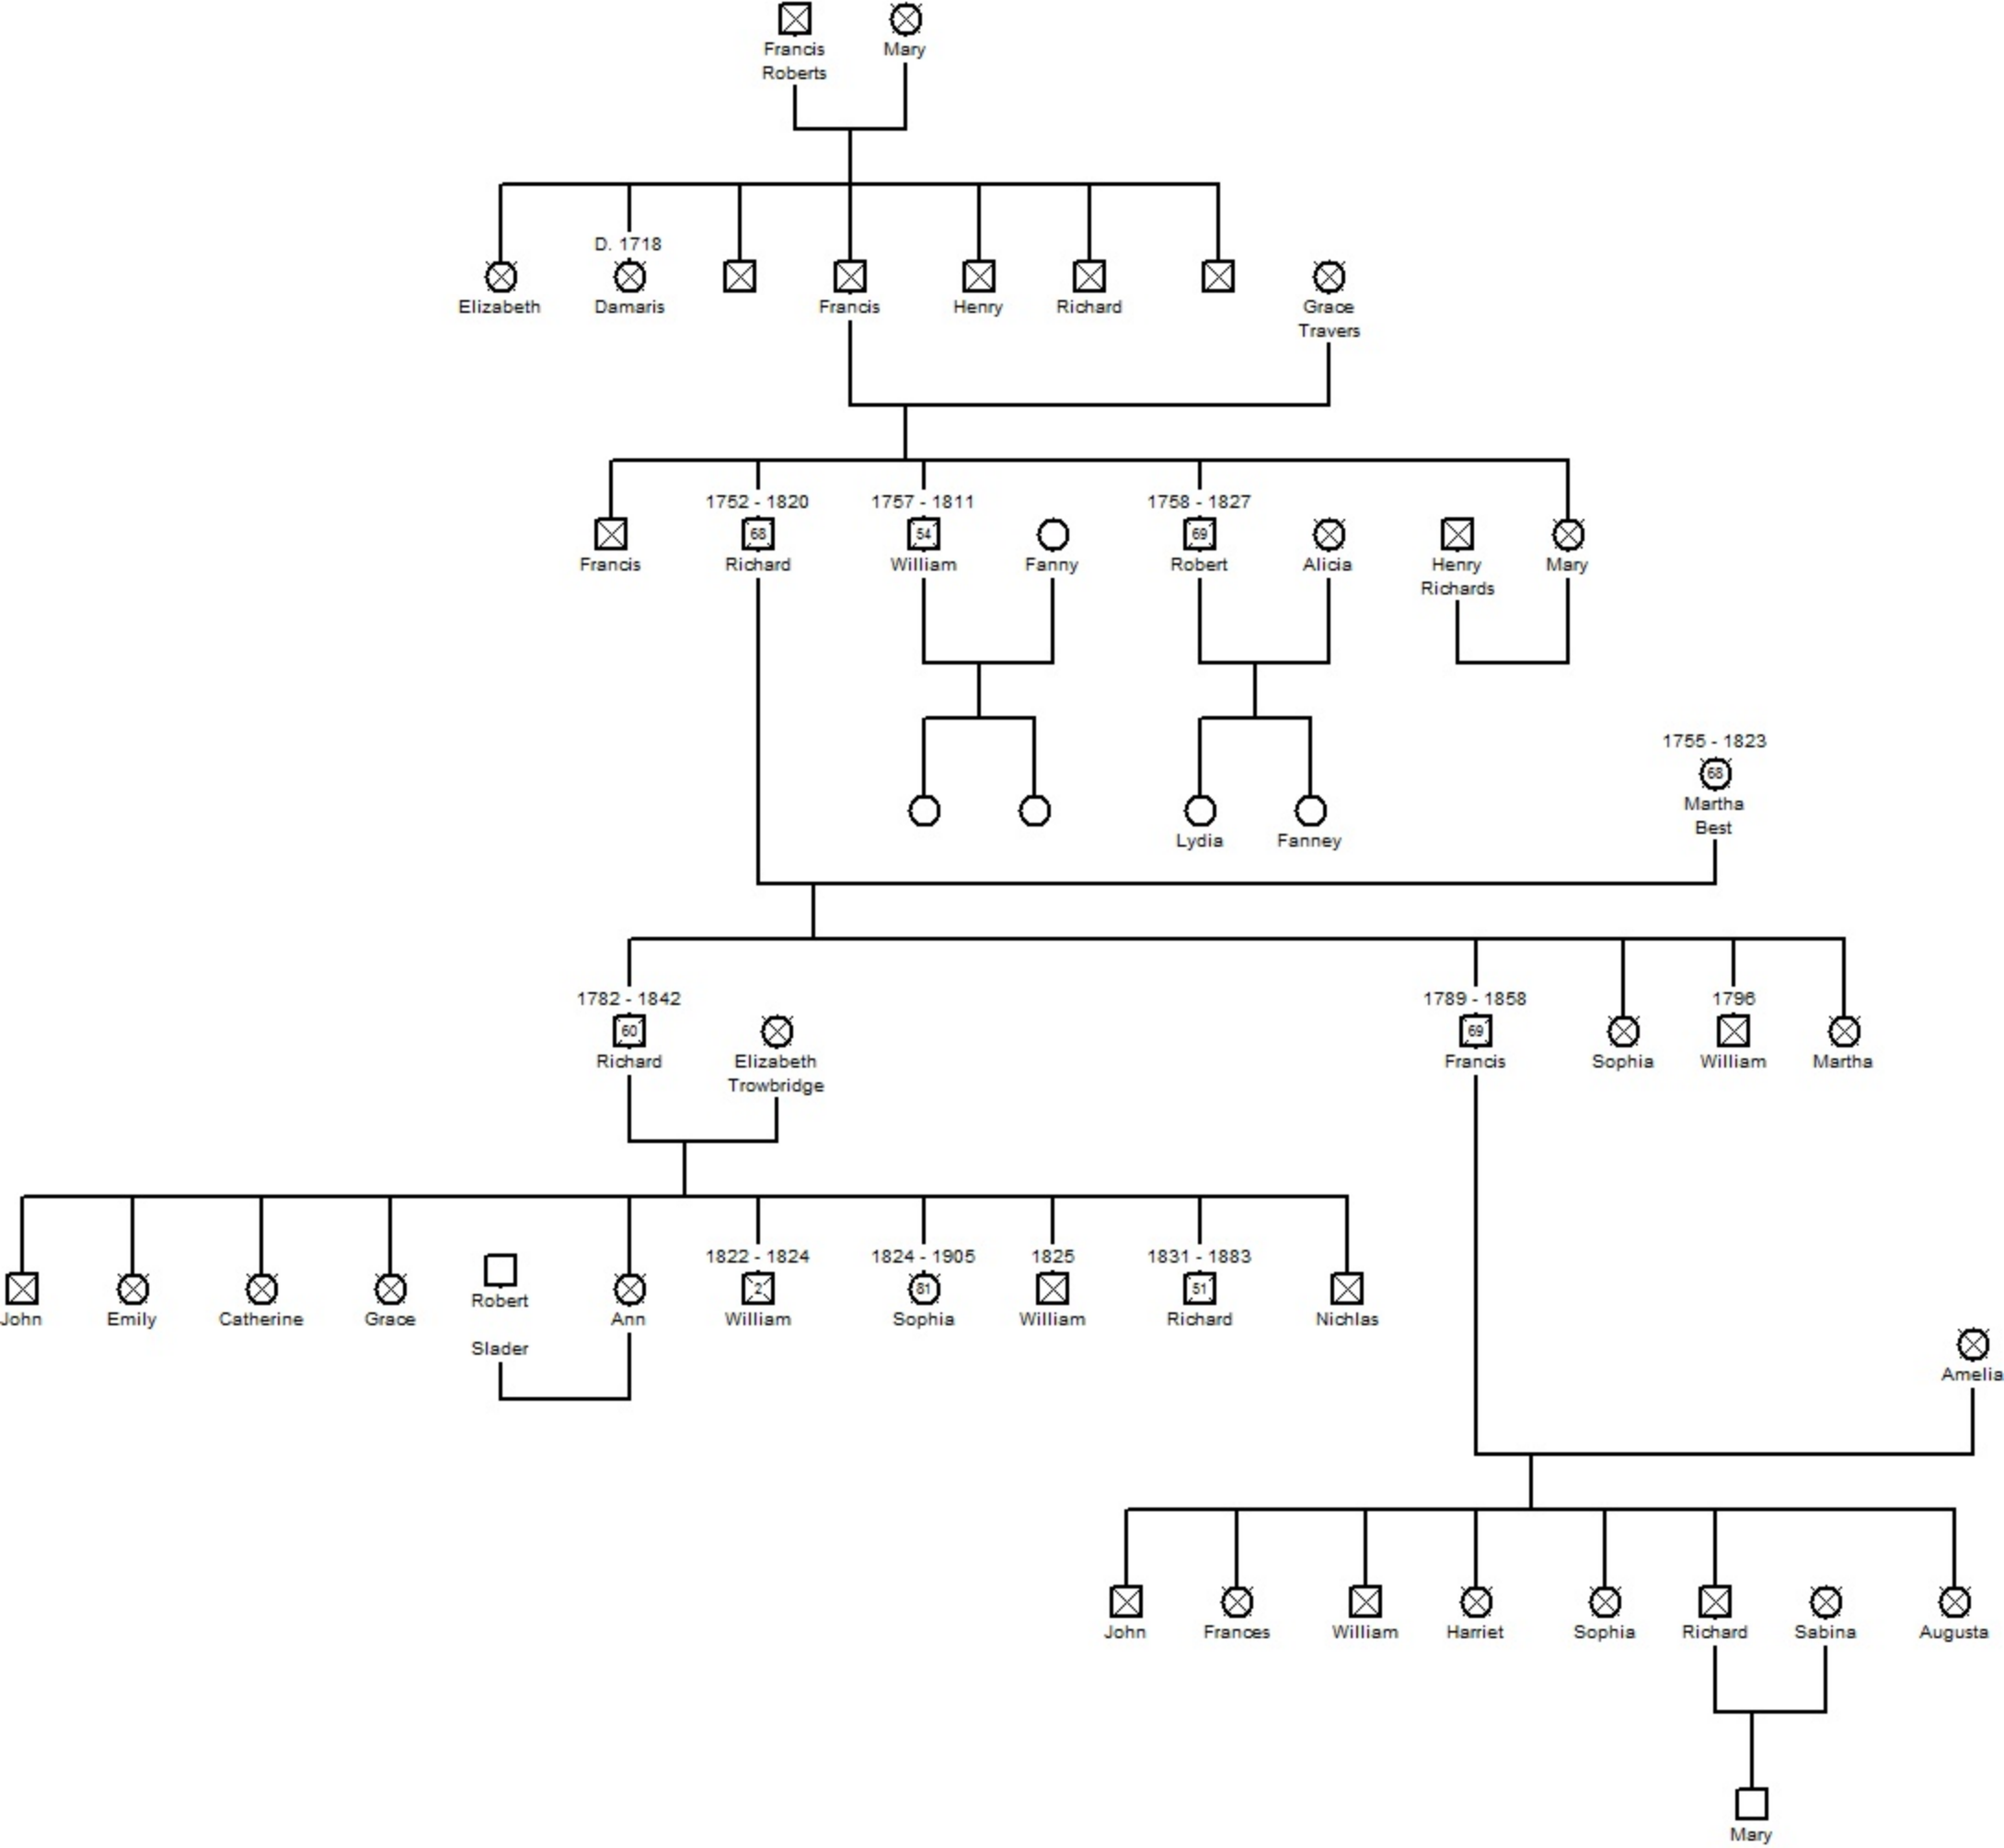 Francis Mary
Roberts
D. 1718
Elizabeth Damaris Francis Henry Richard Grace
Travers
1752 - 1820 1757 - 1811 1758 - 1827
68 54 69
Francis Richard William Fanny Robert Alicia Henry Mary
Richards
1755 - 1823
68
Martha
Lydia Fanney Best
1782 - 1842 1789 - 1858 1796
60 69
Richard Elizabeth Francis Sophia William Martha
Trowbridge
1822 - 1824 1824 - 1905 1825 1831 - 1883
2 81 51
Robert
John Emily Catherine Grace Ann William Sophia William Richard Nichlas
Slader
Amelia
John Frances William Harriet Sophia Richard Sabina Augusta
Mary